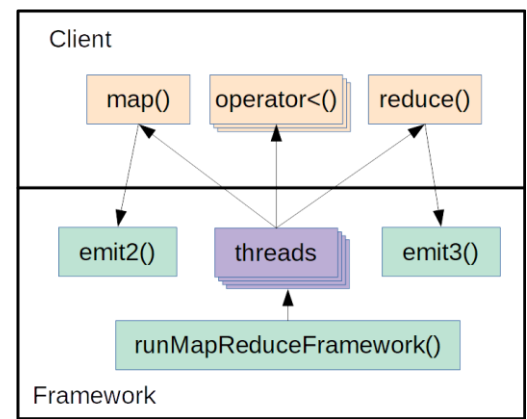 Client
map()
operator<()
reduce()
emit2()
threads
emit3()
runMapReduceFramework()
Framework